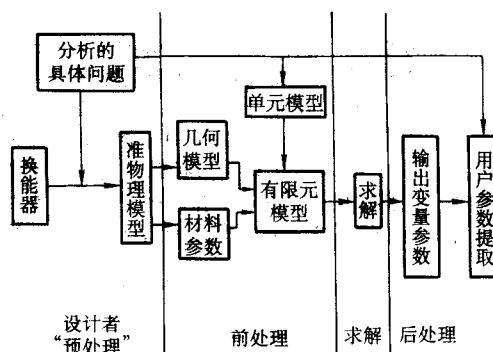 分析的
具体问题
单元模型
换能器
准物理模型
几何
模型
材料
参数
有限元
模型
求解
输出变量参数
用户参数提取
设计者
“预处理”
前处理
求解
后处理